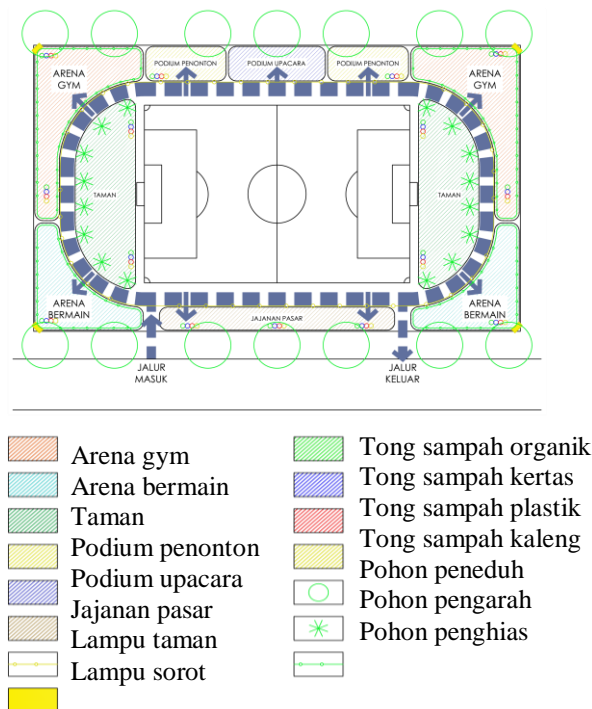 PODIUM PENONTON
PODIUM UPACARA
PODIUM PENONTON
ARENA
GYM
ARENA
GYM
TAMAN
TAMAN
ARENA
BERMAIN
ARENA
BERMAIN
JAJANAN PASAR
JALUR
MASUK
JALUR
KELUAR
Arena gym
Arena bermain
Taman
Podium penonton
Podium upacara
Jajanan pasar
Lampu taman
Lampu sorot
Tong sampah organik
Tong sampah kertas
Tong sampah plastik
Tong sampah kaleng
Pohon peneduh
Pohon pengarah
Pohon penghias